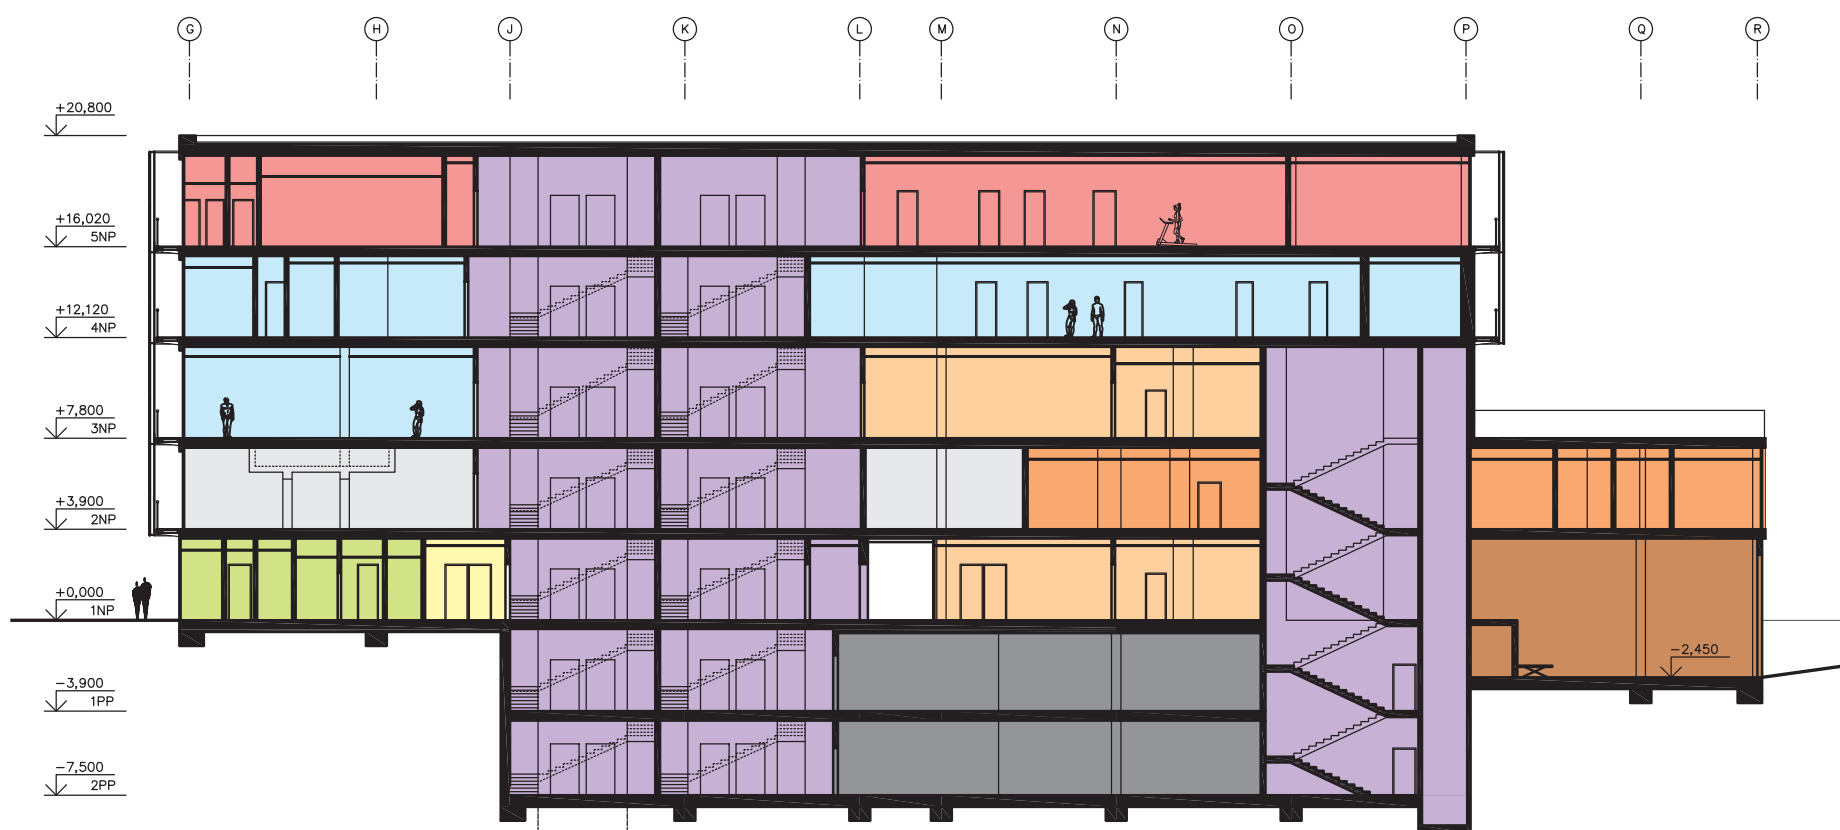 G H J K L M N O P Q R
+20,800
+16,020
5NP
+12,120
4NP
+7,800
3NP
+3,900
2NP
+0,000
1NP
-2,450
-3,900
1PP
-7,500
2PP